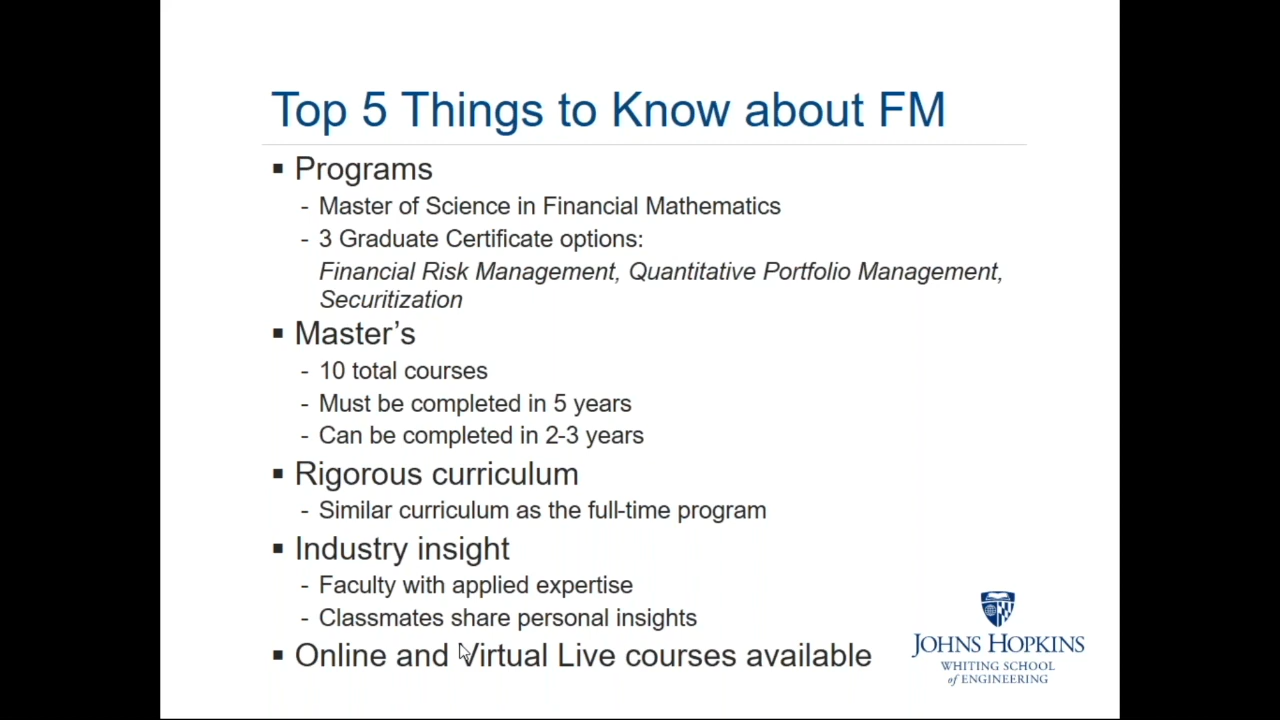 Top 5 Things to Know about FM
▪ Programs
- Master of Science in Financial Mathematics
- 3 Graduate Certificate options:
Financial Risk Management, Quantitative Portfolio Management,
Securitization
▪ Master's
- 10 total courses
- Must be completed in 5 years
- Can be completed in 2-3 years
▪ Rigorous curriculum
- Similar curriculum as the full-time program
▪ Industry insight
- Faculty with applied expertise
- Classmates share personal insights
▪ Online and Virtual Live courses available
JOHNS HOPKINS
WHITING SCHOOL
of ENGINEERING